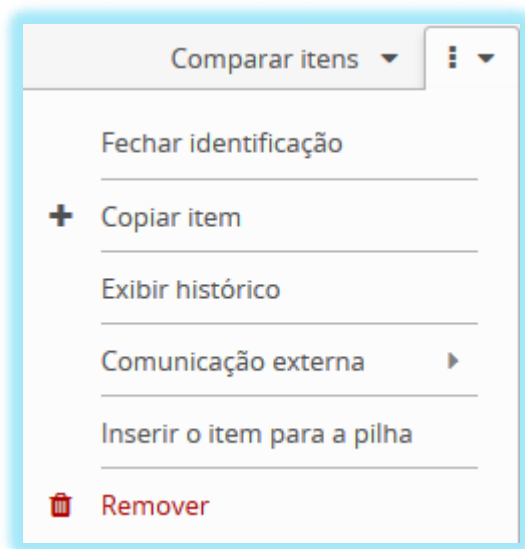 Comparar itens
Fechar identificação
Copiar item
Exibir histórico
Comunicação externa
Inserir o item para a pilha
Remover